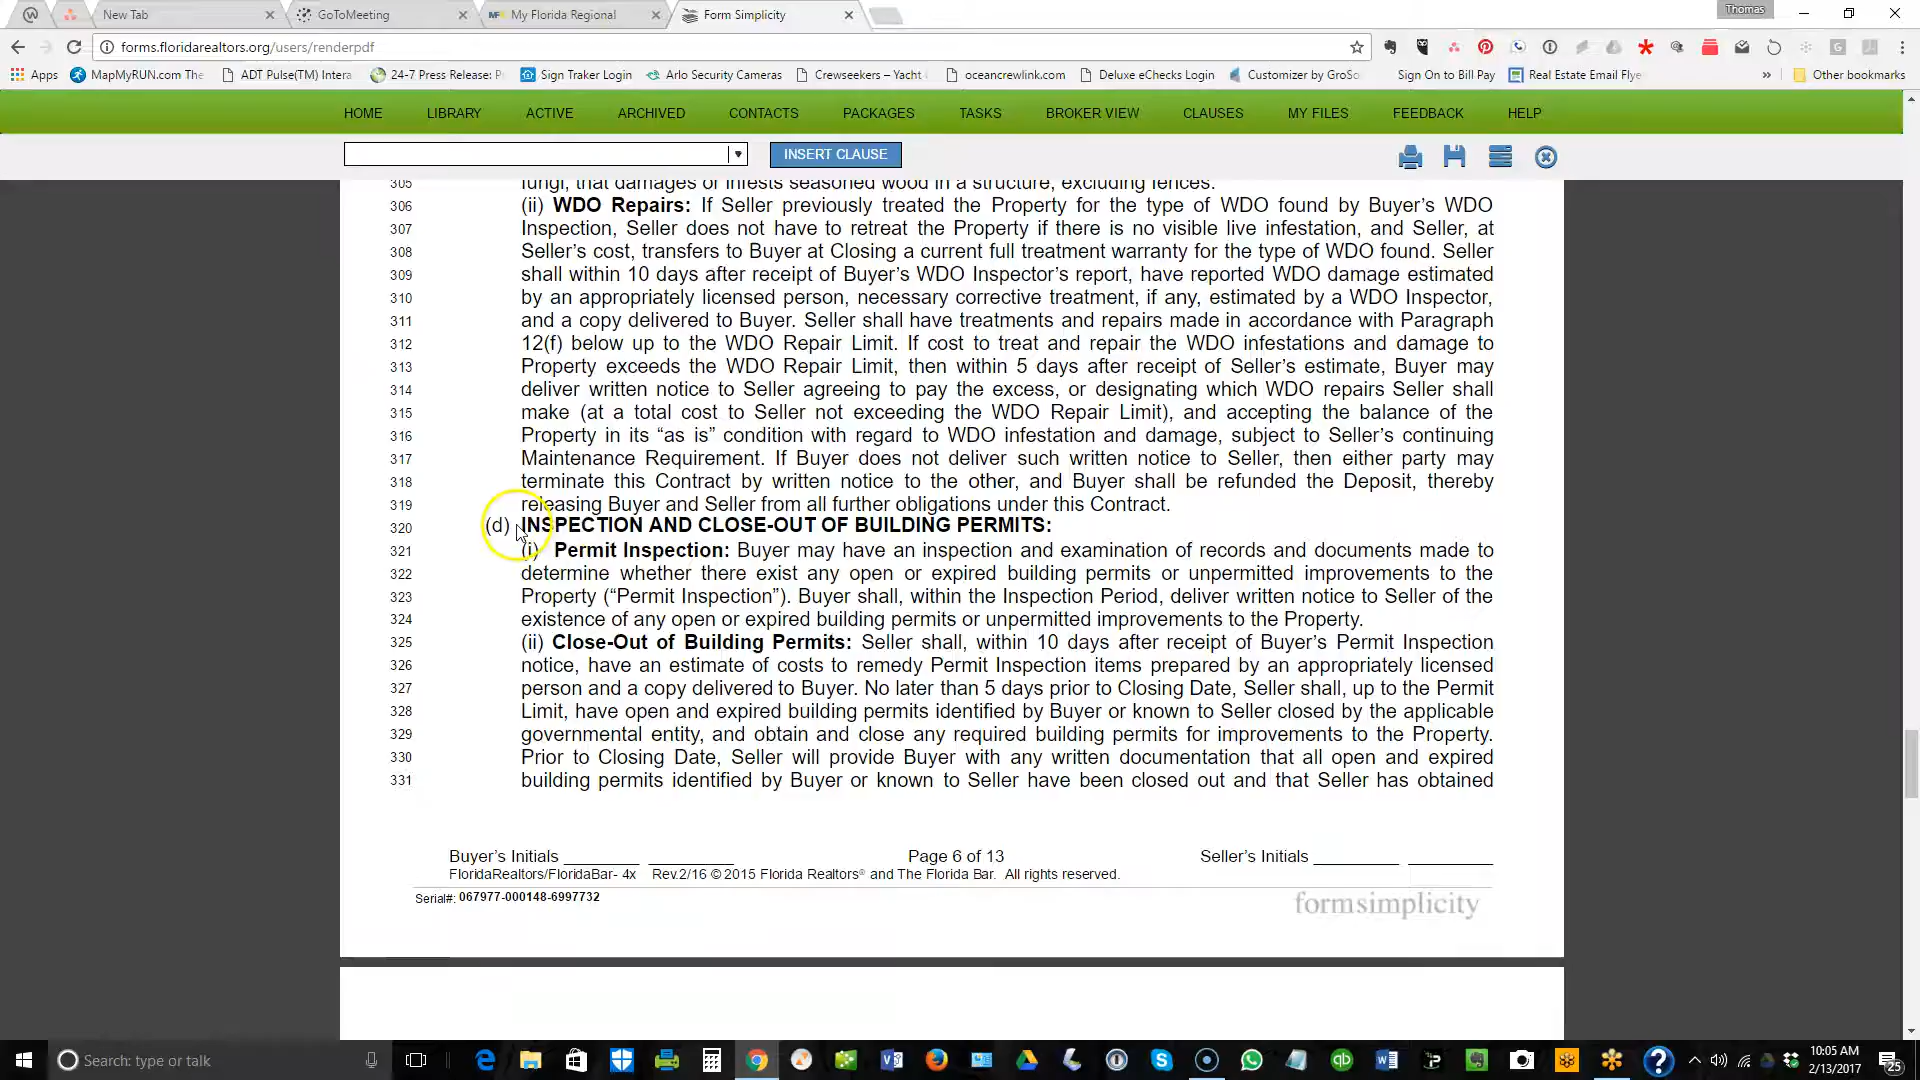 New Tab
GoToMeeting
My Florida Regional
Form Simplicity
Thomas
forms.floridarealtors.org/users/renderpdf
Apps
MapMyRUN.com The
ADT Pulse(TM) Intera
24-7 Press Release: P
Sign Traker Login
Arlo Security Cameras
Crewseekers – Yacht
oceancrewlink.com
Deluxe eChecks Login
Customizer by GroSo
Sign On to Bill Pay
Real Estate Email Flye
Other bookmarks
HOME LIBRARY ACTIVE ARCHIVED CONTACTS PACKAGES TASKS BROKER VIEW CLAUSES MY FILES FEEDBACK HELP
INSERT CLAUSE
305 fungi, that damages or infests seasoned wood in a structure, excluding fences.
306 (ii) WDO Repairs: If Seller previously treated the Property for the type of WDO found by Buyer’s WDO
307 Inspection, Seller does not have to retreat the Property if there is no visible live infestation, and Seller, at
308 Seller’s cost, transfers to Buyer at Closing a current full treatment warranty for the type of WDO found. Seller
309 shall within 10 days after receipt of Buyer’s WDO Inspector’s report, have reported WDO damage estimated
310 by an appropriately licensed person, necessary corrective treatment, if any, estimated by a WDO Inspector,
311 and a copy delivered to Buyer. Seller shall have treatments and repairs made in accordance with Paragraph
312 12(f) below up to the WDO Repair Limit. If cost to treat and repair the WDO infestations and damage to
313 Property exceeds the WDO Repair Limit, then within 5 days after receipt of Seller’s estimate, Buyer may
314 deliver written notice to Seller agreeing to pay the excess, or designating which WDO repairs Seller shall
315 make (at a total cost to Seller not exceeding the WDO Repair Limit), and accepting the balance of the
316 Property in its “as is” condition with regard to WDO infestation and damage, subject to Seller’s continuing
317 Maintenance Requirement. If Buyer does not deliver such written notice to Seller, then either party may
318 terminate this Contract by written notice to the other, and Buyer shall be refunded the Deposit, thereby
319 releasing Buyer and Seller from all further obligations under this Contract.
320 (d) INSPECTION AND CLOSE-OUT OF BUILDING PERMITS:
321 (i) Permit Inspection: Buyer may have an inspection and examination of records and documents made to
322 determine whether there exist any open or expired building permits or unpermitted improvements to the
323 Property (“Permit Inspection”). Buyer shall, within the Inspection Period, deliver written notice to Seller of the
324 existence of any open or expired building permits or unpermitted improvements to the Property.
325 (ii) Close-Out of Building Permits: Seller shall, within 10 days after receipt of Buyer’s Permit Inspection
326 notice, have an estimate of costs to remedy Permit Inspection items prepared by an appropriately licensed
327 person and a copy delivered to Buyer. No later than 5 days prior to Closing Date, Seller shall, up to the Permit
328 Limit, have open and expired building permits identified by Buyer or known to Seller closed by the applicable
329 governmental entity, and obtain and close any required building permits for improvements to the Property.
330 Prior to Closing Date, Seller will provide Buyer with any written documentation that all open and expired
331 building permits identified by Buyer or known to Seller have been closed out and that Seller has obtained
Buyer’s Initials ________ _________ Page 6 of 13 Seller’s Initials _________ _________
FloridaRealtors/FloridaBar- 4x Rev.2/16 © 2015 Florida Realtors® and The Florida Bar. All rights reserved.
Serial#: 067977-000148-6997732
formsimplicity
Search: type or talk
10:05 AM
2/13/2017
25